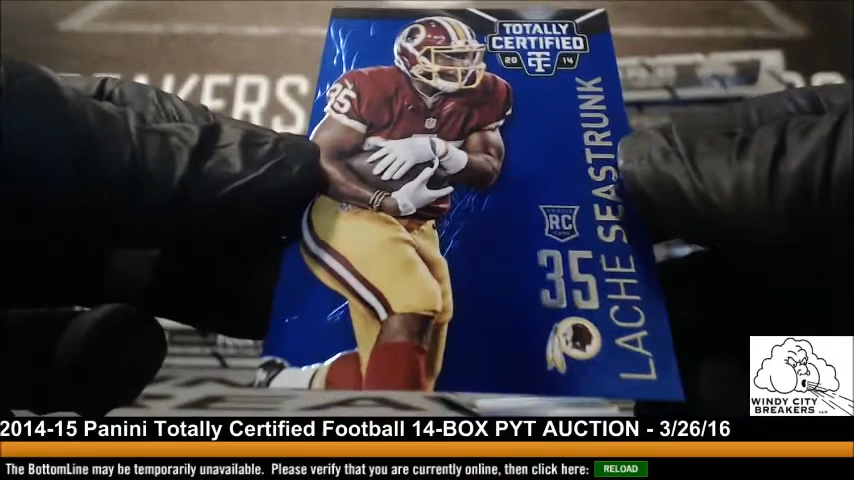 TOTALLY
CERTIFIED
20 14
AKERS
LACHE SEASTRUNK
RC
35
35
WINDY CITY
BREAKERS LLC
2014-15 Panini Totally Certified Football 14-BOX PYT AUCTION - 3/26/16
The BottomLine may be temporarily unavailable. Please verify that you are currently online, then click here: RELOAD